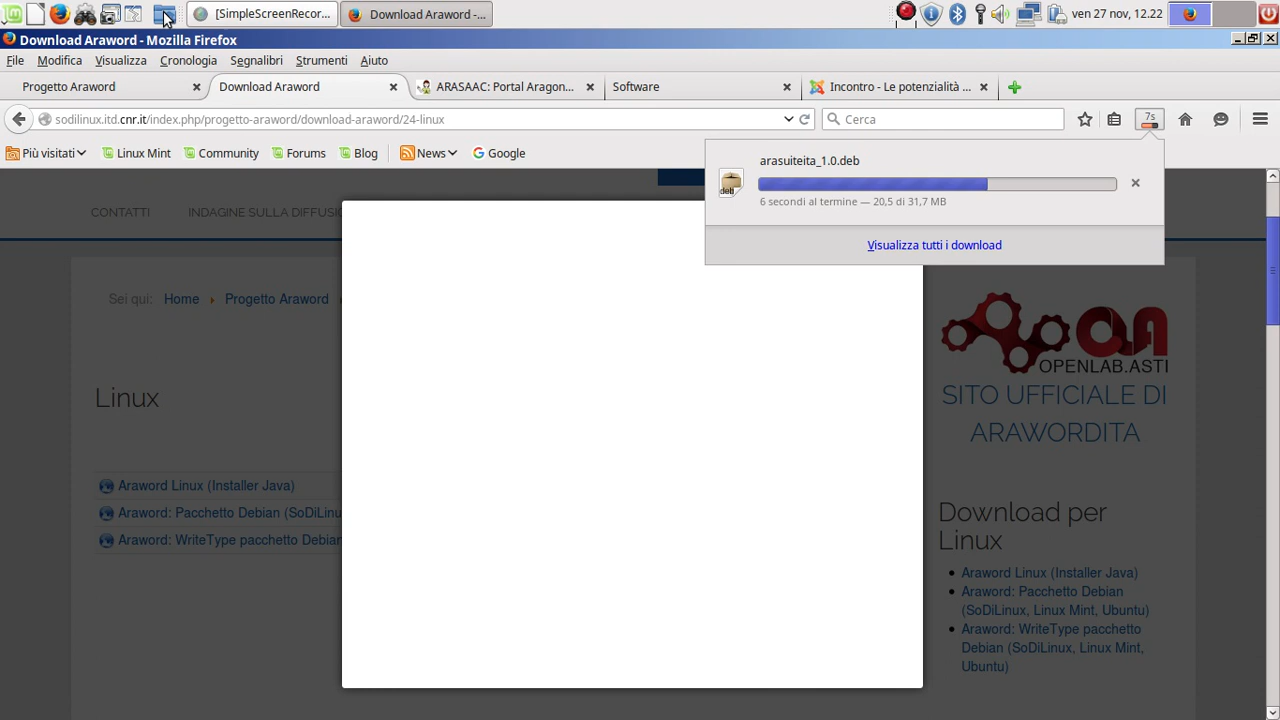 [SimpleScreenRecor...
Download Araword -...
ven 27 nov, 12.22
Download Araword - Mozilla Firefox
File Modifica Visualizza Cronologia Segnalibri Strumenti Aiuto
Progetto Araword
Download Araword
ARASAAC: Portal Aragon...
Software
Incontro - Le potenzialità ...
sodilinux.itd.cnr.it/index.php/progetto-araword/download-araword/24-linux
Cerca
7s
Più visitati
Linux Mint
Community
Forums
Blog
News
Google
arasuiteita_1.0.deb
deb
6 secondi al termine — 20,5 di 31,7 MB
Visualizza tutti i download
CONTATTI
INDAGINE SULLA DIFFUSIO
Sei qui: Home Progetto Araword
Linux
Araword Linux (Installer Java)
Araword: Pacchetto Debian (SoDiLinu
Araword: WriteType pacchetto Debian
OPENLAB.ASTI
SITO UFFICIALE DI
ARAWORDITA
Download per
Linux
Araword Linux (Installer Java)
Araword: Pacchetto Debian
(SoDiLinux, Linux Mint, Ubuntu)
Araword: WriteType pacchetto
Debian (SoDiLinux, Linux Mint,
Ubuntu)